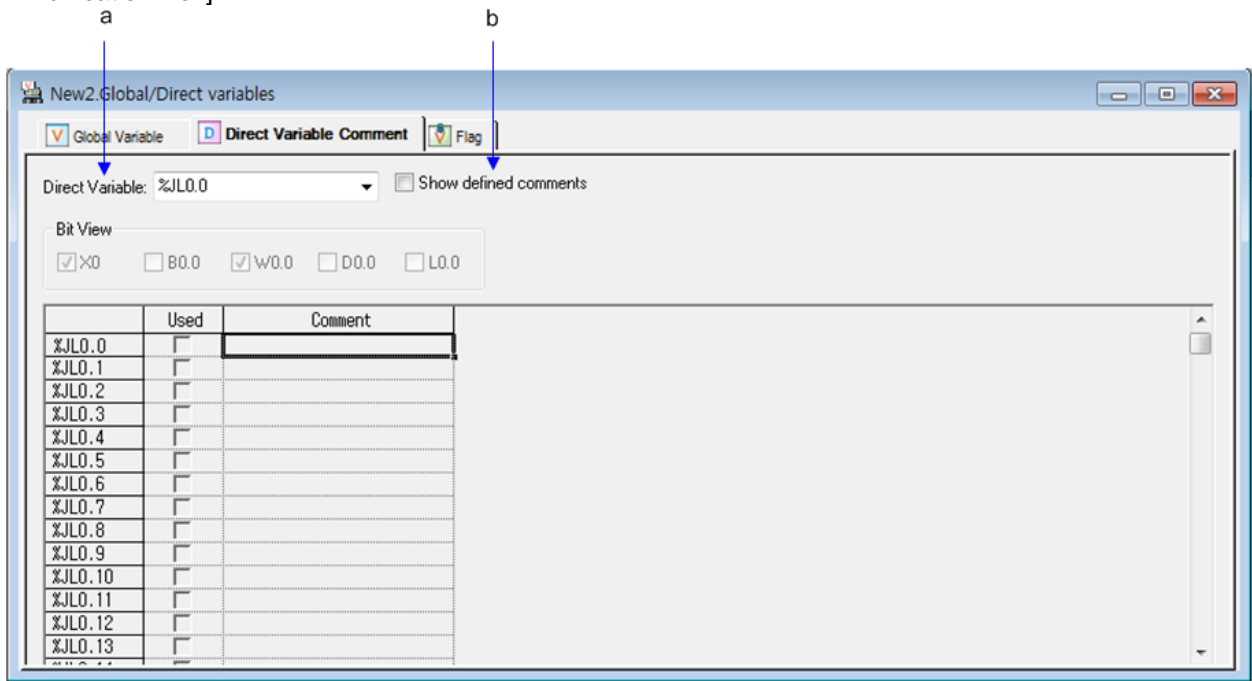 a
b
New2.Global/Direct variables
V Global Variable D Direct Variable Comment Flag
Direct Variable: %JL0.0 Show defined comments
Bit View
X0 B0.0 W0.0 D0.0 L0.0
Used Comment
%JL0.0
%JL0.1
%JL0.2
%JL0.3
%JL0.4
%JL0.5
%JL0.6
%JL0.7
%JL0.8
%JL0.9
%JL0.10
%JL0.11
%JL0.12
%JL0.13